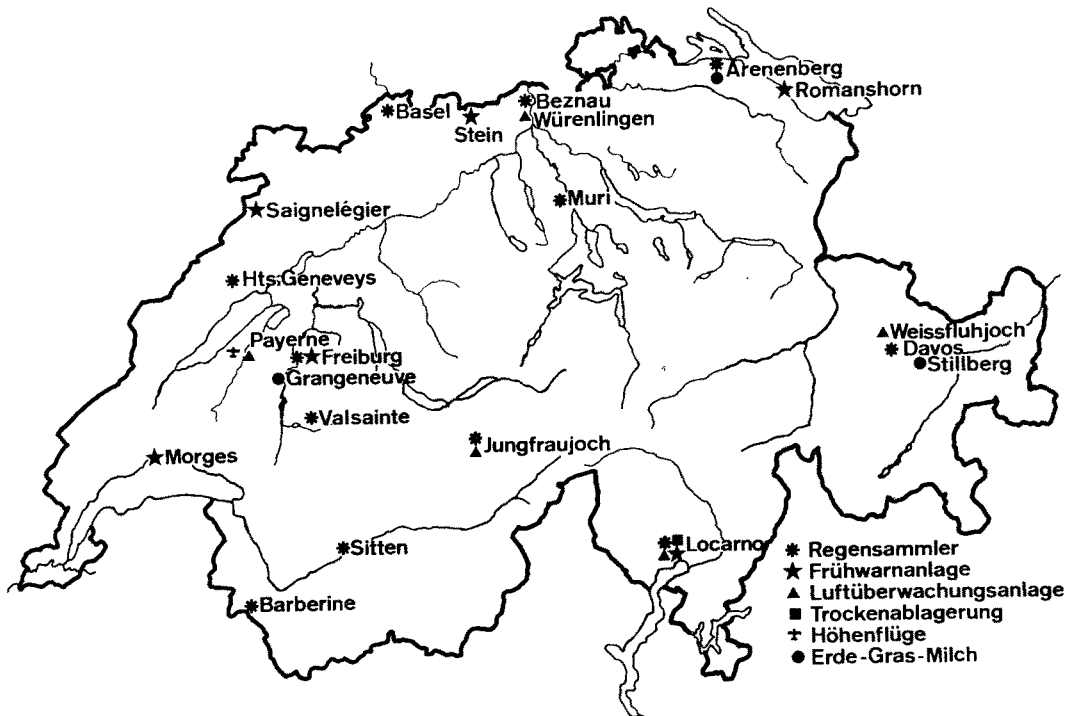 Arenenberg
Romanshorn
Basel
Stein
Beznau
Würenlingen
Muri
Saignelégier
Hts.Geneveys
Payerne
Freiburg
Grangeneuve
Valsainte
Weissfluhjoch
Davos
Stillberg
Jungfraujoch
Morges
Sitten
Locarno
Barberine
Regensammler
Frühwarnanlage
Luftüberwachungsanlage
Trockenablagerung
Höhenflüge
Erde-Gras-Milch